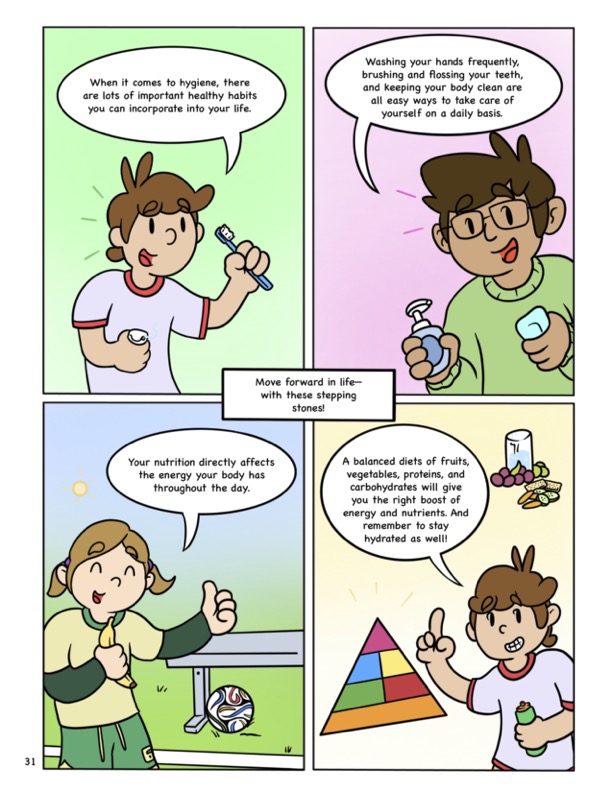 When it comes to hygiene, there
are lots of important healthy habits
you can incorporate into your life.
Washing your hands frequently,
brushing and flossing your teeth,
and keeping your body clean are
all easy ways to take care of
yourself on a daily basis.
Move forward in life—
with these stepping
stones!
Your nutrition directly affects
the energy your body has
throughout the day.
A balanced diets of fruits,
vegetables, proteins, and
carbohydrates will give
you the right boost of
energy and nutrients. And
remember to stay
hydrated as well!
31